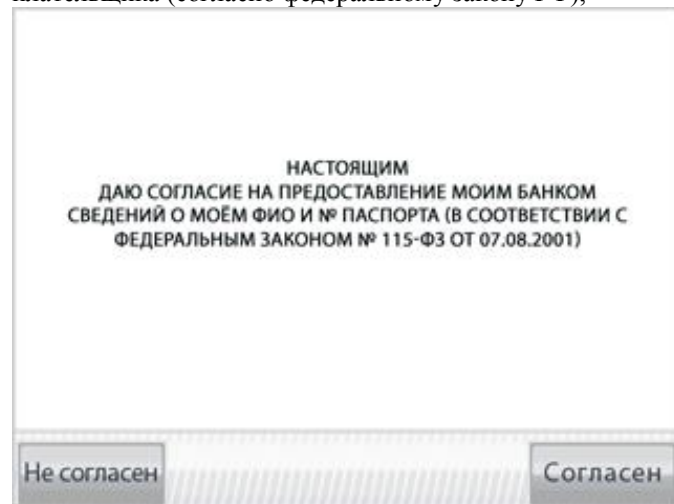 НАСТОЯЩИМ
ДАЮ СОГЛАСИЕ НА ПРЕДОСТАВЛЕНИЕ МОИМ БАНКОМ
СВЕДЕНИЙ О МОЁМ ФИО И № ПАСПОРТА (В СООТВЕТСТВИИ С
ФЕДЕРАЛЬНЫМ ЗАКОНОМ № 115-ФЗ ОТ 07.08.2001)
Не согласен
Согласен